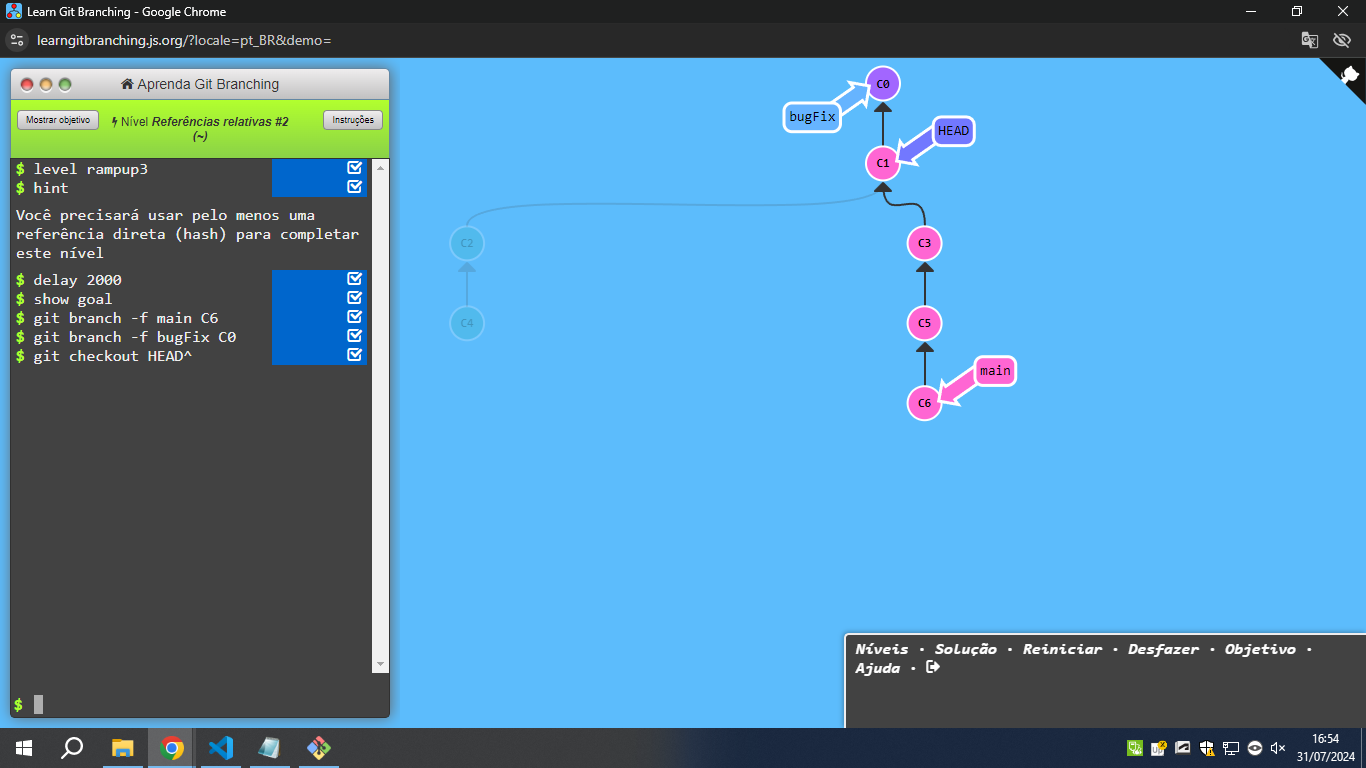 Learn Git Branching - Google Chrome
learngitbranching.js.org/?locale=pt_BR&demo=
Aprenda Git Branching
Mostrar objetivo
Nível Referências relativas #2
(~)
Instruções
$ level rampup3
$ hint
Você precisará usar pelo menos uma
referência direta (hash) para completar
este nível
$ delay 2000
$ show goal
$ git branch -f main C6
$ git branch -f bugFix C0
$ git checkout HEAD^
$
C0
bugFix
HEAD
C1
C2
C3
C4
C5
main
C6
Níveis · Solução · Reiniciar · Desfazer · Objetivo ·
Ajuda ·
16:54
31/07/2024